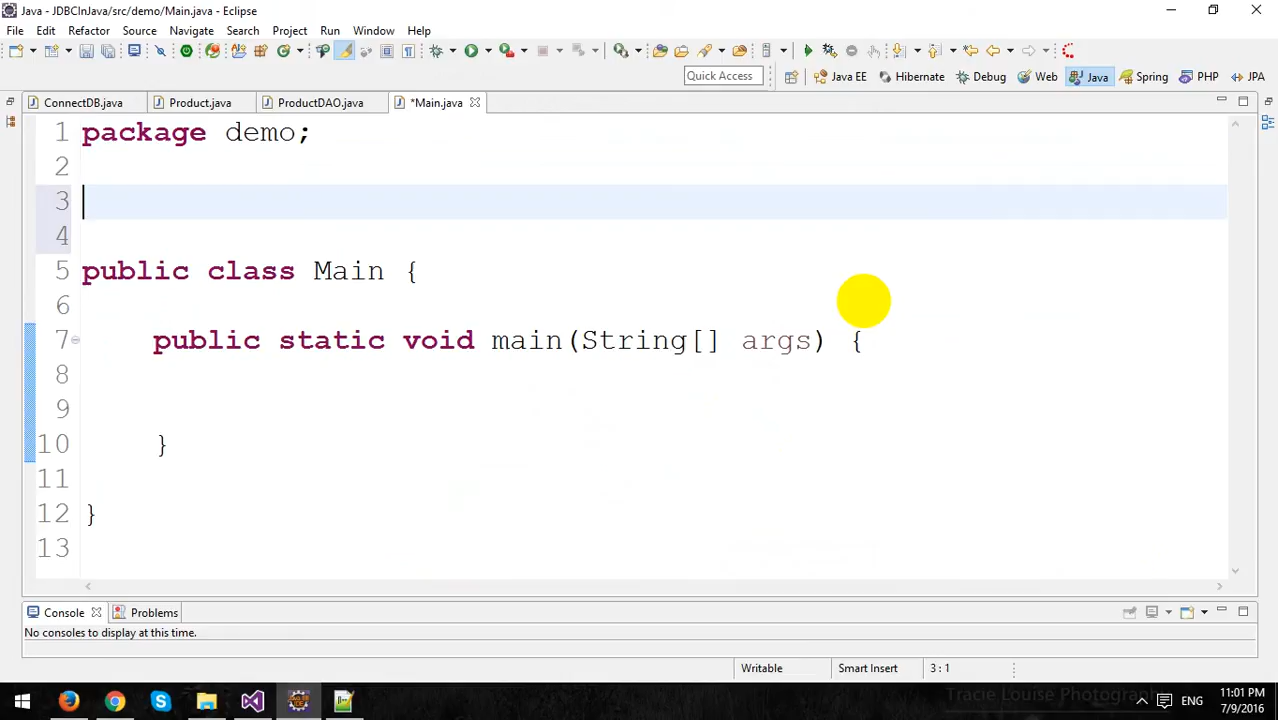 Java - JDBCInJava/src/demo/Main.java - Eclipse
File Edit Refactor Source Navigate Search Project Run Window Help
Quick Access Java EE Hibernate Debug Web Java Spring PHP JPA
ConnectDB.java Product.java ProductDAO.java *Main.java
1 package demo;
2
3
4
5 public class Main {
6
7 public static void main(String[] args) {
8
9
10 }
11
12 }
13
Console Problems
No consoles to display at this time.
Writable Smart Insert 3 : 1
Tracie Louise Photography
ENG
11:01 PM
7/9/2016